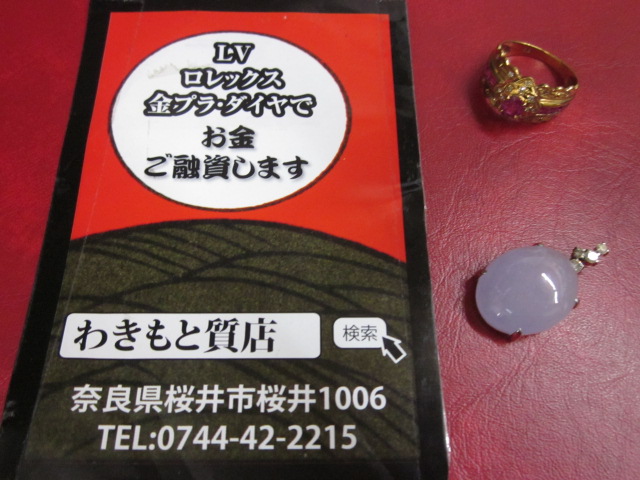 LV
ロレックス
金プラ・ダイヤで
お金
ご融資します
わきもと質店 検索
奈良県桜井市桜井1006
TEL:0744-42-2215